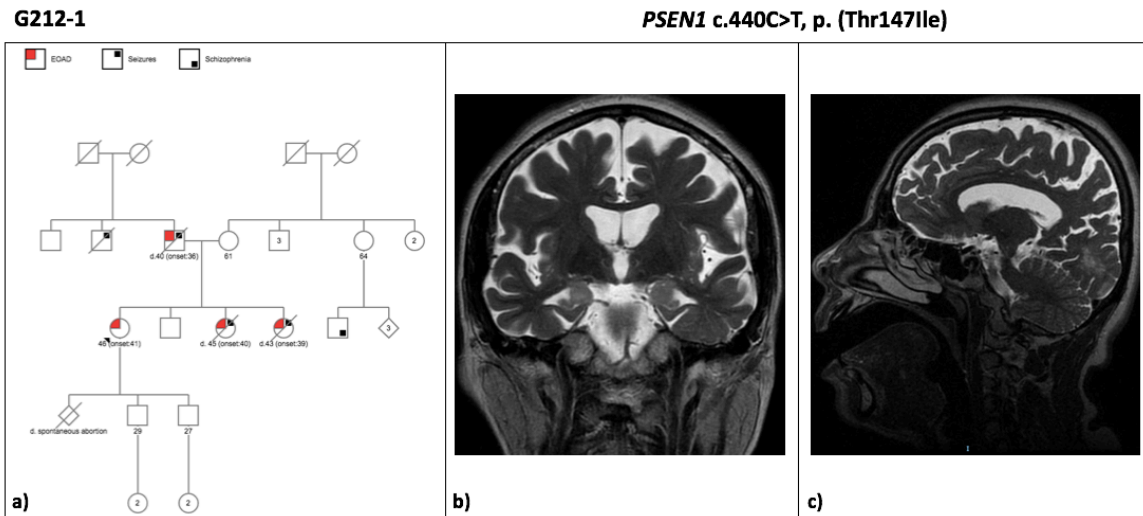 G212-1
PSEN1 c.440C>T, p. (Thr147Ile)
EOAD
Seizures
Schizophrenia
d.40 (onset:36)
61
3
64
2
46 (onset:41)
d. 45 (onset:40)
d.43 (onset:39)
3
d. spontaneous abortion
29
27
2
2
a)
b)
c)